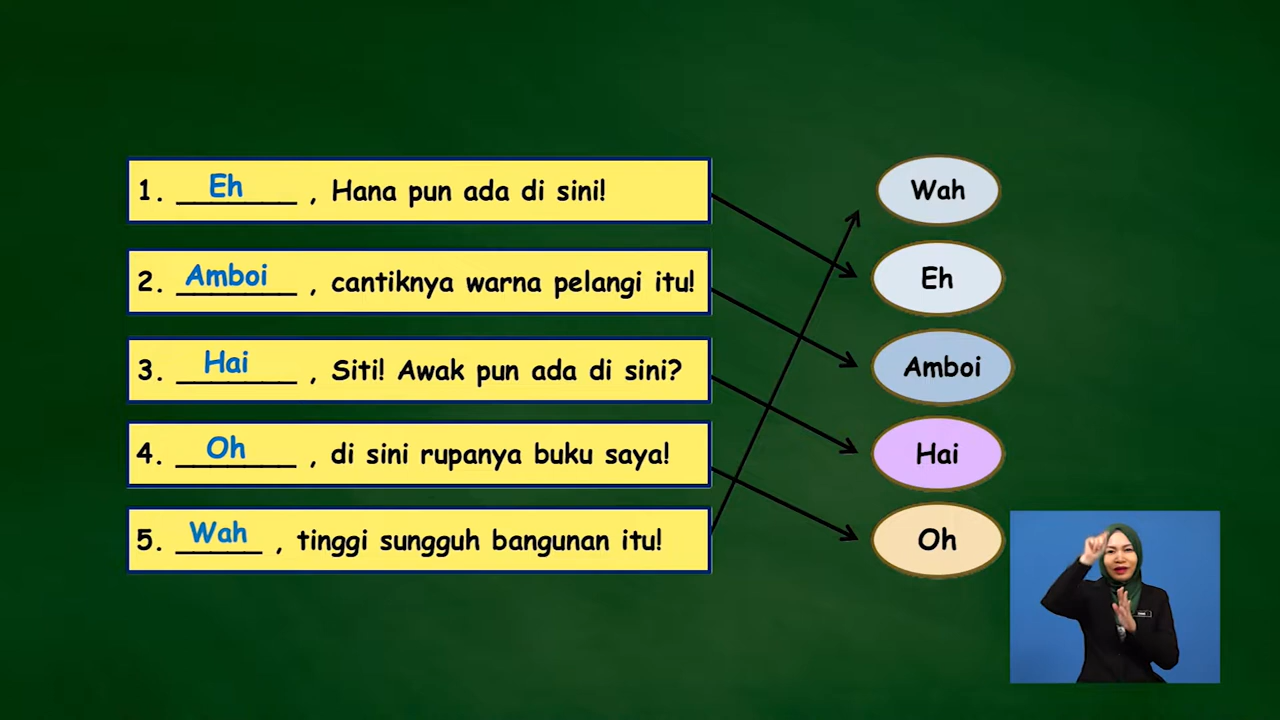 1. Eh , Hana pun ada di sini!
2. Amboi , cantiknya warna pelangi itu!
3. Hai , Siti! Awak pun ada di sini?
4. Oh , di sini rupanya buku saya!
5. Wah , tinggi sungguh bangunan itu!
Wah
Eh
Amboi
Hai
Oh